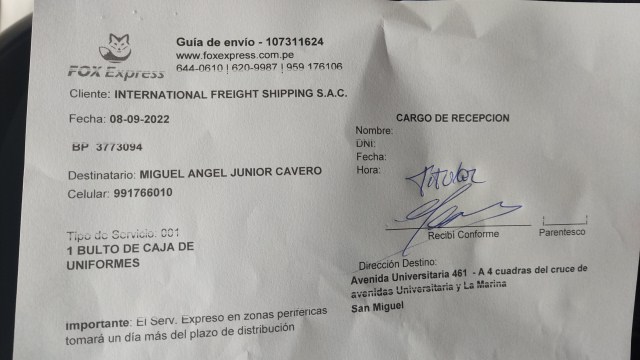 FOX Express
Guía de envío - 107311624
www.foxexpress.com.pe
644-0610 | 620-9987 | 959 176106
Cliente: INTERNATIONAL FREIGHT SHIPPING S.A.C.
Fecha: 08-09-2022
BP 3773094
Destinatario: MIGUEL ANGEL JUNIOR CAVERO
Celular: 991766010
Tipo de Servicio: 001
1 BULTO DE CAJA DE
UNIFORMES
importante: El Serv. Expreso en zonas perifericas
tomará un día más del plazo de distribución
CARGO DE RECEPCION
Nombre:
DNI:
Fecha:
Hora:
Titular
Recibí Conforme
Parentesco
Dirección Destino:
Avenida Universitaria 461 - A 4 cuadras del cruce de
avenidas Universitaria y La Marina
San Miguel